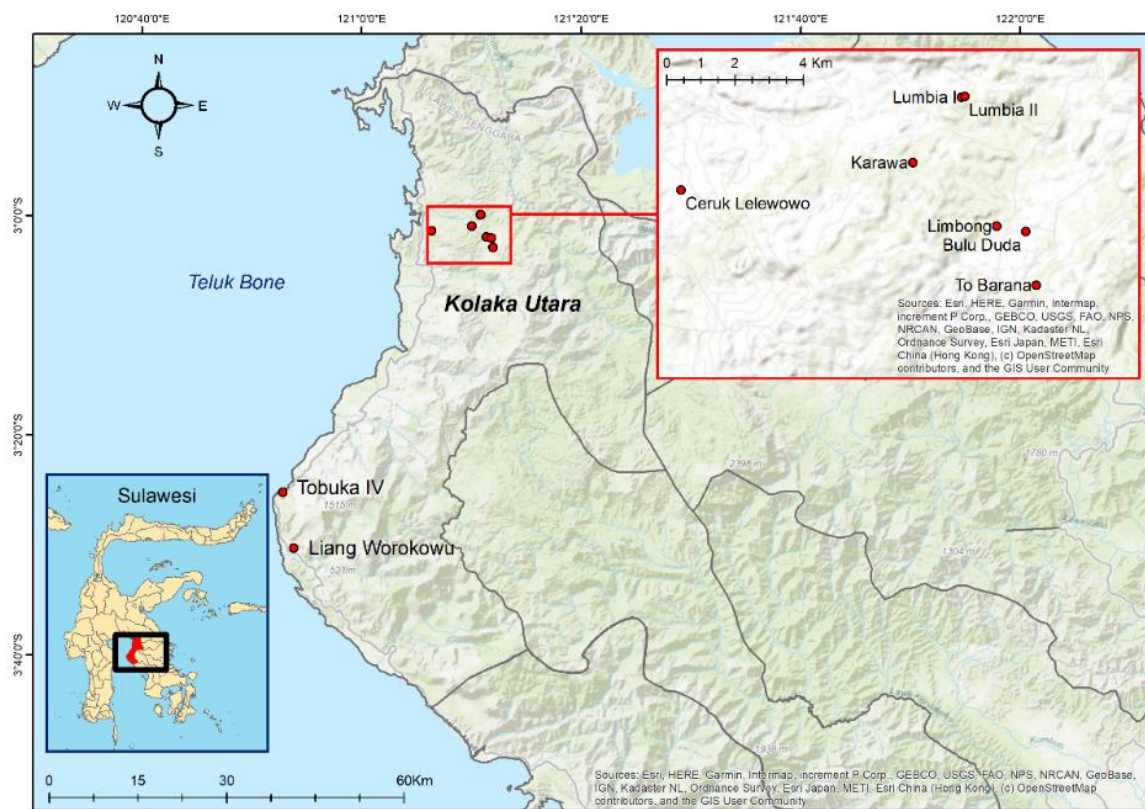 120°40'0"E
121°0'0"E
121°20'0"E
121°40'0"E
122°0'0"E
N
W
E
S
0 1 2 4 Km
Lumbia I
Lumbia II
Karawa
Ceruk Lelewowo
Limbong
Bulu Duda
To Barana
Sources: Esri, HERE, Garmin, Intermap,
increment P Corp., GEBCO, USGS, FAO, NPS,
NRCAN, GeoBase, IGN, Kadaster NL,
Ordnance Survey, Esri Japan, METI, Esri
China (Hong Kong), (c) OpenStreetMap
contributors, and the GIS User Community
3°0'0"S
Teluk Bone
Kolaka Utara
3°20'0"S
2398 m
1780 m
Tobuka IV
1515 m
Liang Worokowu
1304 m
Sulawesi
3°40'0"S
1938 m
0 15 30 60Km
Sources: Esri, HERE, Garmin, Intermap, increment P Corp., GEBCO, USGS, FAO, NPS, NRCAN, GeoBase,
IGN, Kadaster NL, Ordnance Survey, Esri Japan, METI, Esri China (Hong Kong), (c) OpenStreetMap
contributors, and the GIS User Community